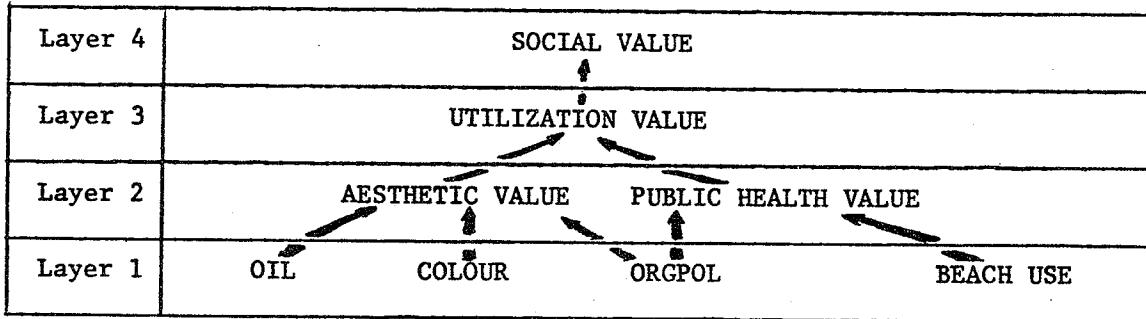 Layer 4 SOCIAL VALUE
Layer 3 UTILIZATION VALUE
Layer 2 AESTHETIC VALUE PUBLIC HEALTH VALUE
Layer 1 OIL COLOUR ORGPOL BEACH USE